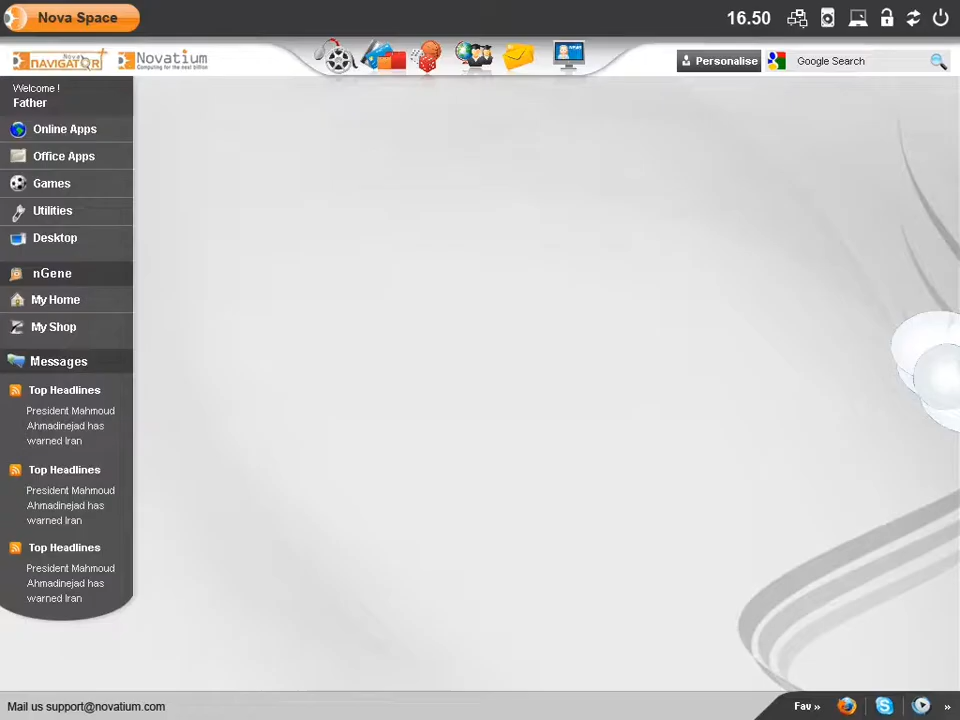 Nova Space
16.50
Nova
NAVIGATOR
Novatium
Computing for the next billion
Personalise
Google Search
Welcome !
Father
Online Apps
Office Apps
Games
Utilities
Desktop
nGene
My Home
My Shop
Messages
Top Headlines
President Mahmoud
Ahmadinejad has
warned Iran
Top Headlines
President Mahmoud
Ahmadinejad has
warned Iran
Top Headlines
President Mahmoud
Ahmadinejad has
warned Iran
Mail us support@novatium.com
Fav »
»